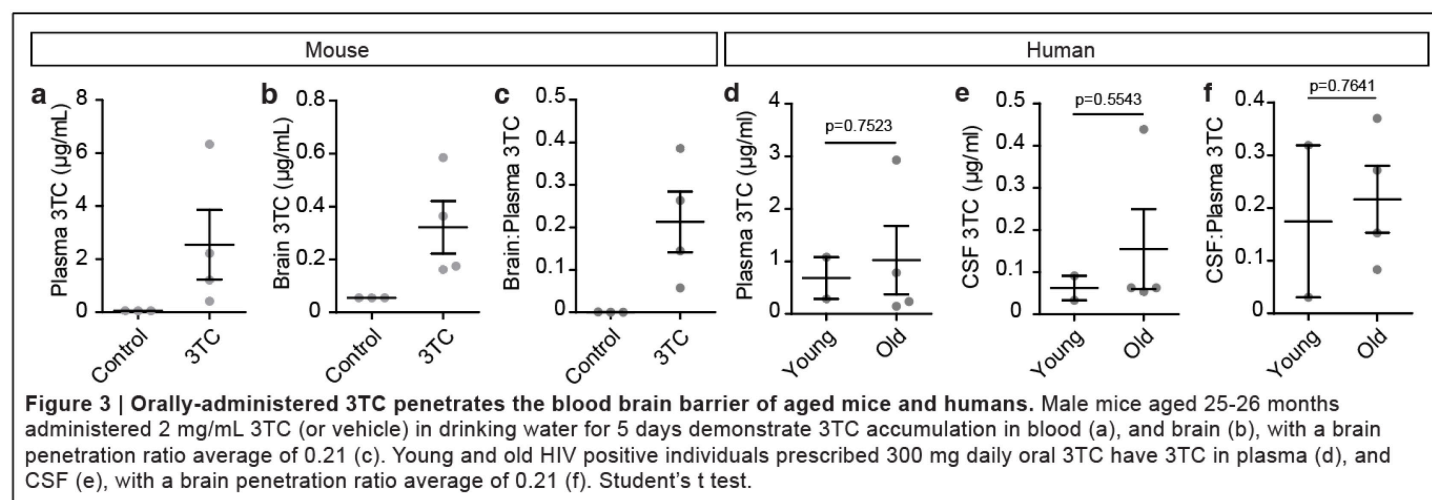 Mouse
Human
a
Plasma 3TC (µg/mL)
8
6
4
2
0
Control
3TC
b
Brain 3TC (µg/mL)
0.8
0.6
0.4
0.2
0
Control
3TC
c
Brain:Plasma 3TC
0.5
0.4
0.3
0.2
0.1
0
Control
3TC
d
Plasma 3TC (µg/ml)
4
3
2
1
0
p=0.7523
Young
Old
e
CSF 3TC (µg/ml)
0.5
0.4
0.3
0.2
0.1
0
p=0.5543
Young
Old
f
CSF:Plasma 3TC
0.4
0.3
0.2
0.1
0
p=0.7641
Young
Old
Figure 3 | Orally-administered 3TC penetrates the blood brain barrier of aged mice and humans. Male mice aged 25-26 months
administered 2 mg/mL 3TC (or vehicle) in drinking water for 5 days demonstrate 3TC accumulation in blood (a), and brain (b), with a brain
penetration ratio average of 0.21 (c). Young and old HIV positive individuals prescribed 300 mg daily oral 3TC have 3TC in plasma (d), and
CSF (e), with a brain penetration ratio average of 0.21 (f). Student's t test.